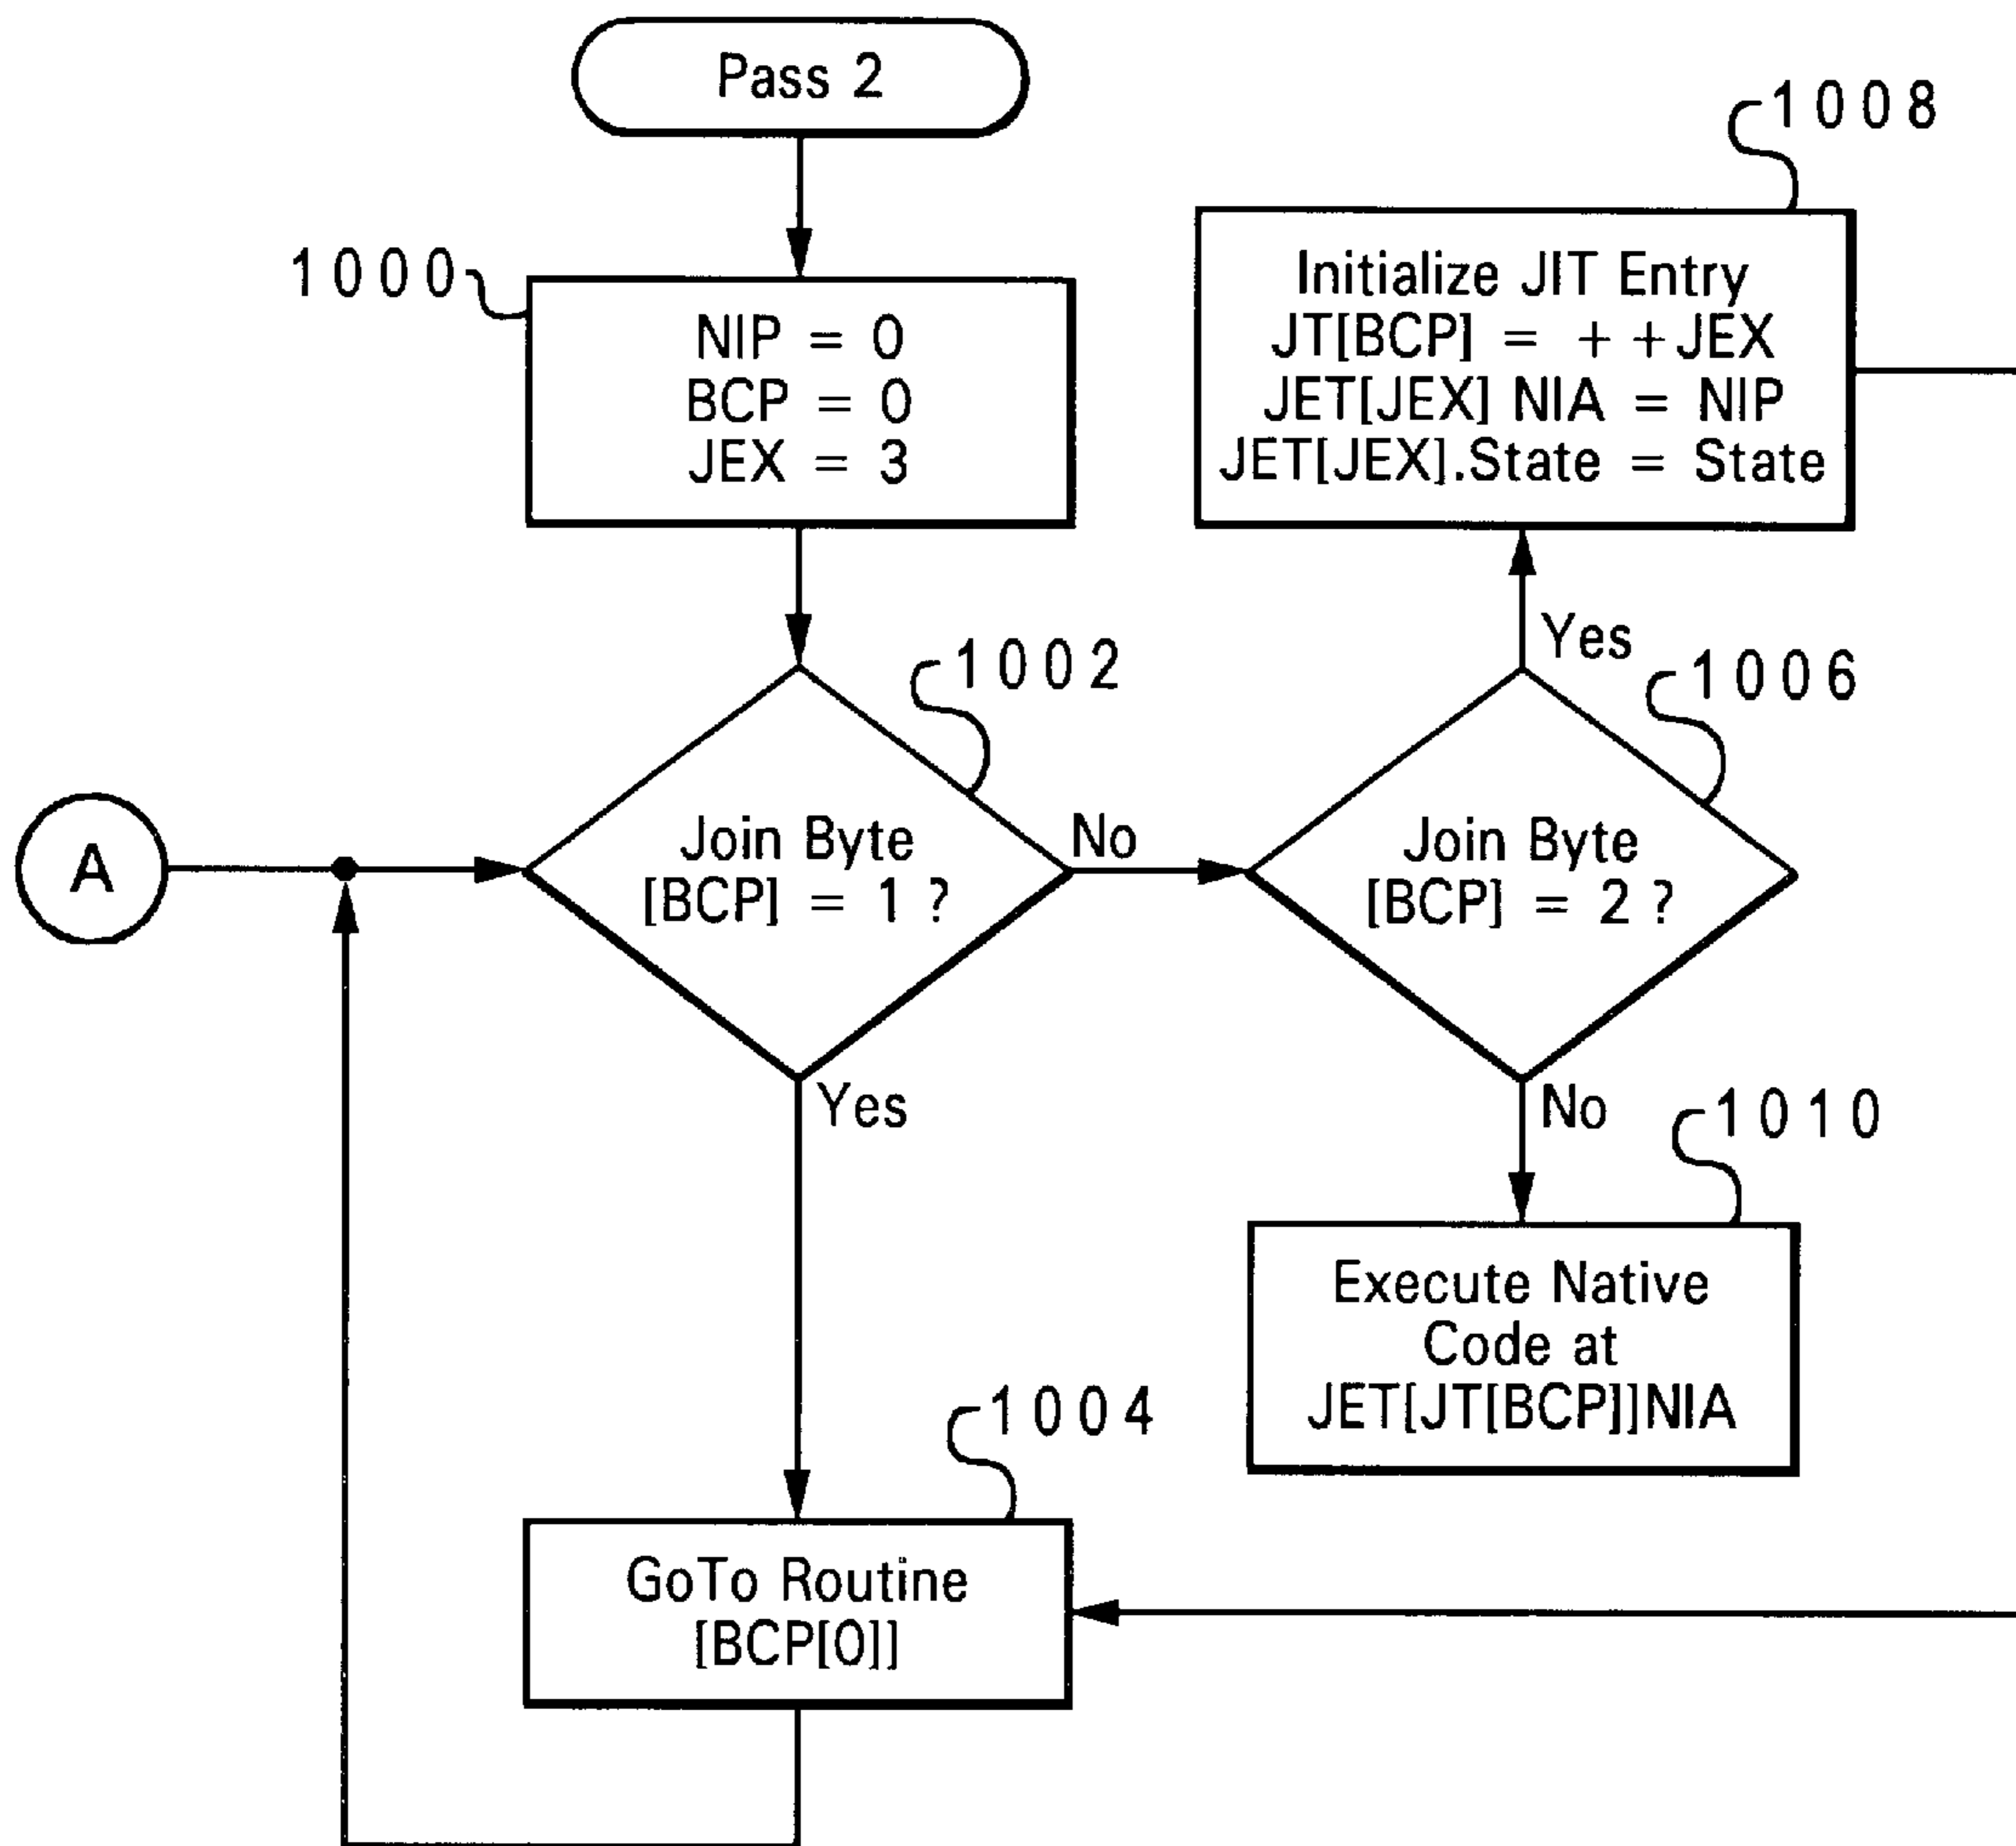 Pass 2
1000
NIP = 0
BCP = 0
JEX = 3
1008
Initialize JIT Entry
JT[BCP] = + +JEX
JET[JEX] NIA = NIP
JET[JEX].State = State
1002
Join Byte
[BCP] = 1 ?
No
Yes
1006
Join Byte
[BCP] = 2 ?
Yes
No
A
1010
Execute Native
Code at
JET[JT[BCP]]NIA
1004
GoTo Routine
[BCP[0]]